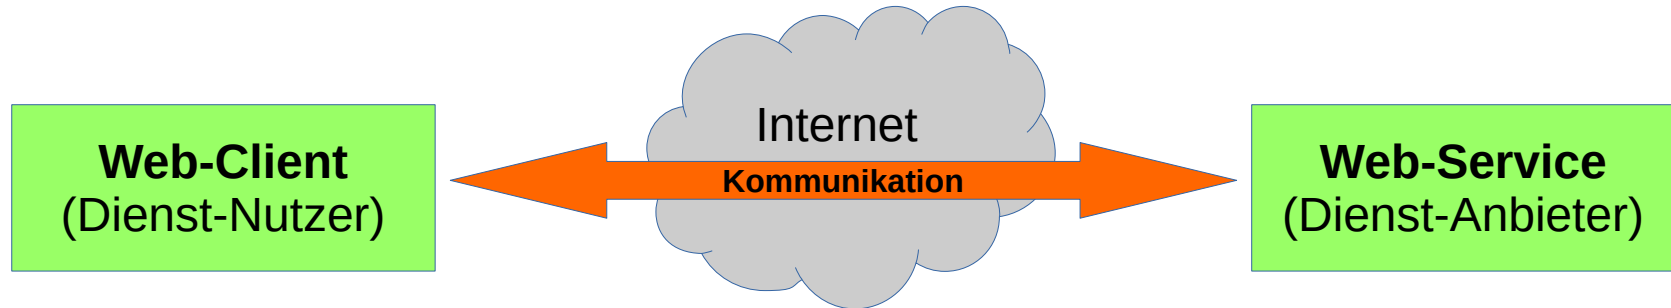 Internet
Web-Client
(Dienst-Nutzer)
Kommunikation
Web-Service
(Dienst-Anbieter)